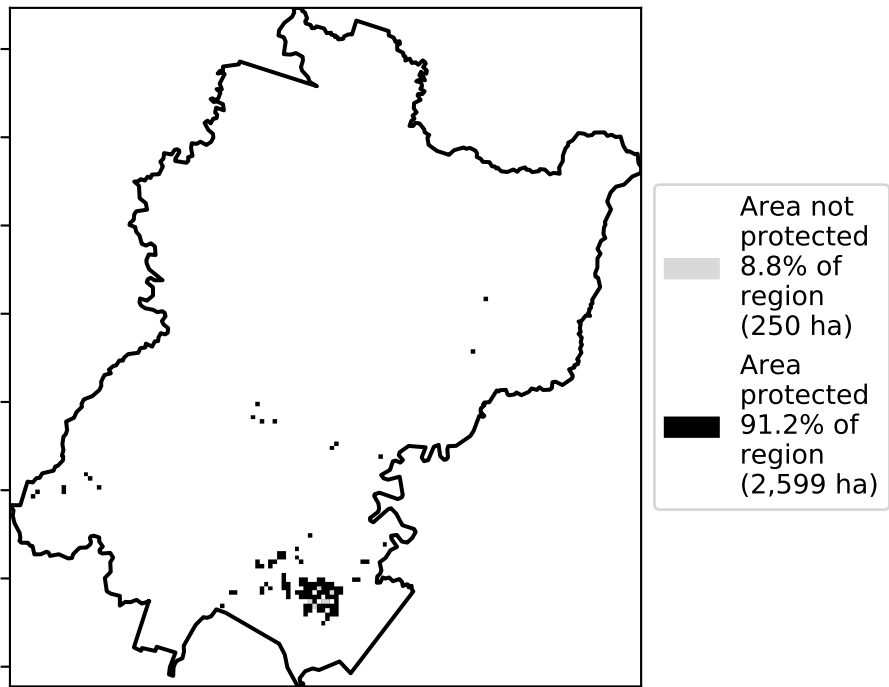 Area not
protected
8.8% of
region
(250 ha)
Area
protected
91.2% of
region
(2,599 ha)